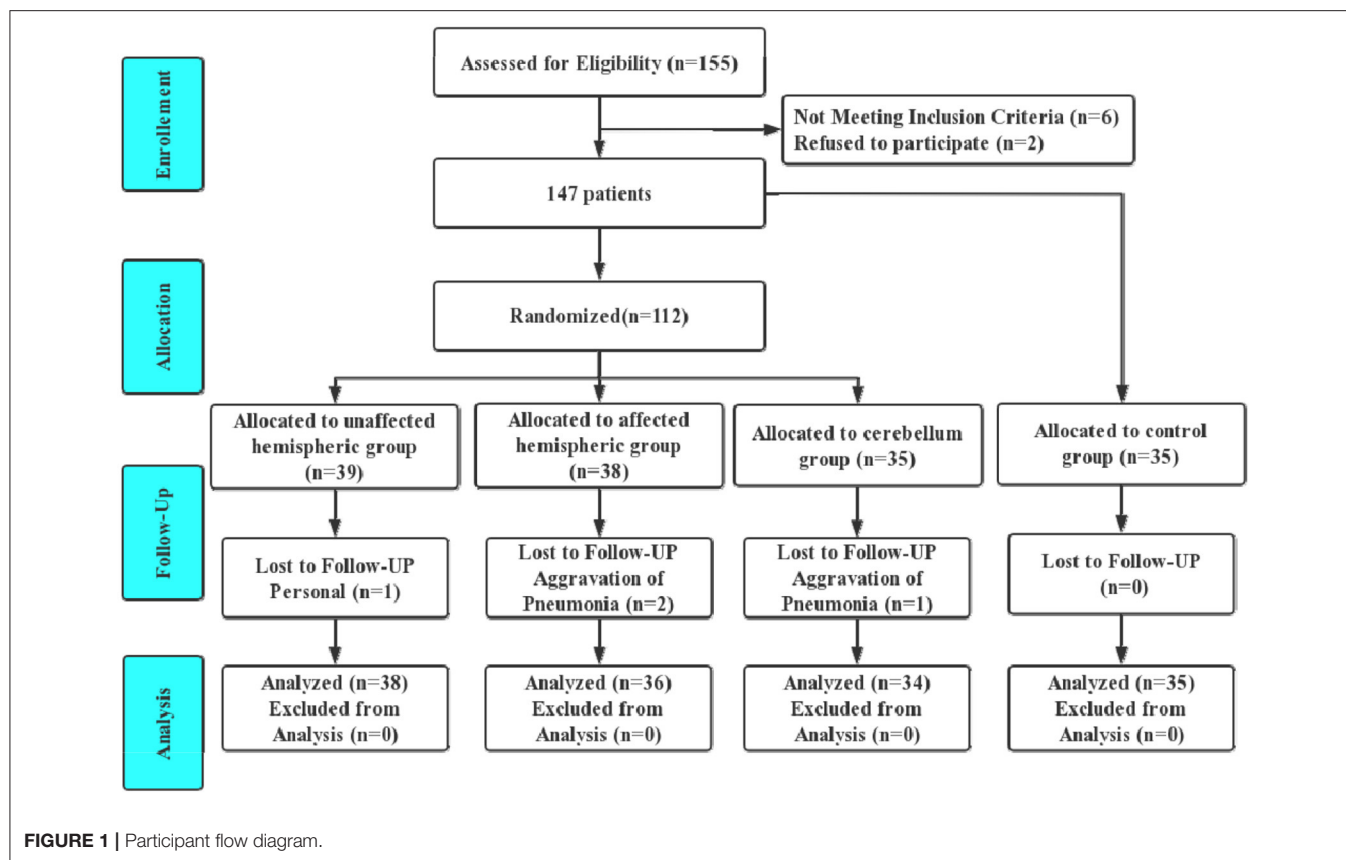 Enrollement
Assessed for Eligibility (n=155)
Not Meeting Inclusion Criteria (n=6)
Refused to participate (n=2)
147 patients
Allocation
Randomized(n=112)
Allocated to unaffected
hemispheric group
(n=39)
Allocated to affected
hemispheric group
(n=38)
Allocated to cerebellum
group (n=35)
Allocated to control
group (n=35)
Follow-Up
Lost to Follow-UP
Personal (n=1)
Lost to Follow-UP
Aggravation of
Pneumonia (n=2)
Lost to Follow-UP
Aggravation of
Pneumonia (n=1)
Lost to Follow-UP
(n=0)
Analysis
Analyzed (n=38)
Excluded from
Analysis (n=0)
Analyzed (n=36)
Excluded from
Analysis (n=0)
Analyzed (n=34)
Excluded from
Analysis (n=0)
Analyzed (n=35)
Excluded from
Analysis (n=0)
FIGURE 1 | Participant flow diagram.